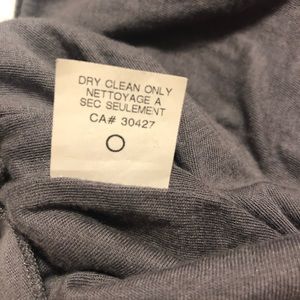 DRY CLEAN ONLY
NETTOYAGE A
SEC SEULEMENT
CA# 30427